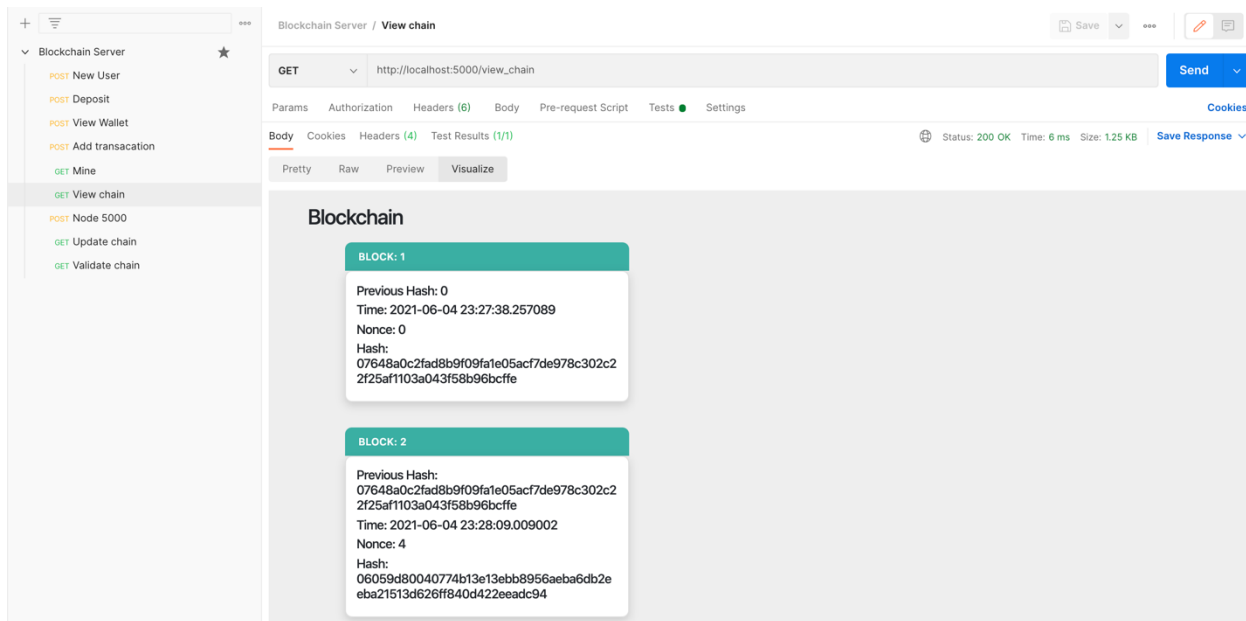 Blockchain Server
POST New User
POST Deposit
POST View Wallet
POST Add transacation
GET Mine
GET View chain
POST Node 5000
GET Update chain
GET Validate chain
Blockchain Server / View chain
Save
GET http://localhost:5000/view_chain Send
Params Authorization Headers (6) Body Pre-request Script Tests Settings Cookies
Body Cookies Headers (4) Test Results (1/1) Status: 200 OK Time: 6 ms Size: 1.25 KB Save Response
Pretty Raw Preview Visualize
Blockchain
BLOCK: 1
Previous Hash: 0
Time: 2021-06-04 23:27:38.257089
Nonce: 0
Hash:
07648a0c2fad8b9f09fa1e05acf7de978c302c2
2f25af1103a043f58b96bcffe
BLOCK: 2
Previous Hash:
07648a0c2fad8b9f09fa1e05acf7de978c302c2
2f25af1103a043f58b96bcffe
Time: 2021-06-04 23:28:09.009002
Nonce: 4
Hash:
06059d80040774b13e13ebb8956aeba6db2e
eba21513d626ff840d422eeadc94